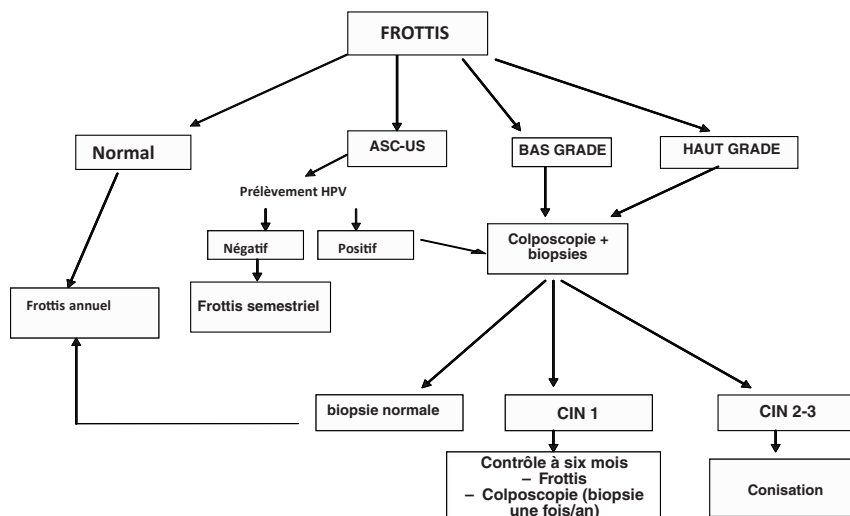 FROTTIS
Normal
ASC-US
BAS GRADE
HAUT GRADE
Prélèvement HPV
Négatif
Positif
Colposcopie +
biopsies
Frottis annuel
Frottis semestriel
biopsie normale
CIN 1
CIN 2-3
Contrôle à six mois
– Frottis
– Colposcopie (biopsie
une fois/an)
Conisation